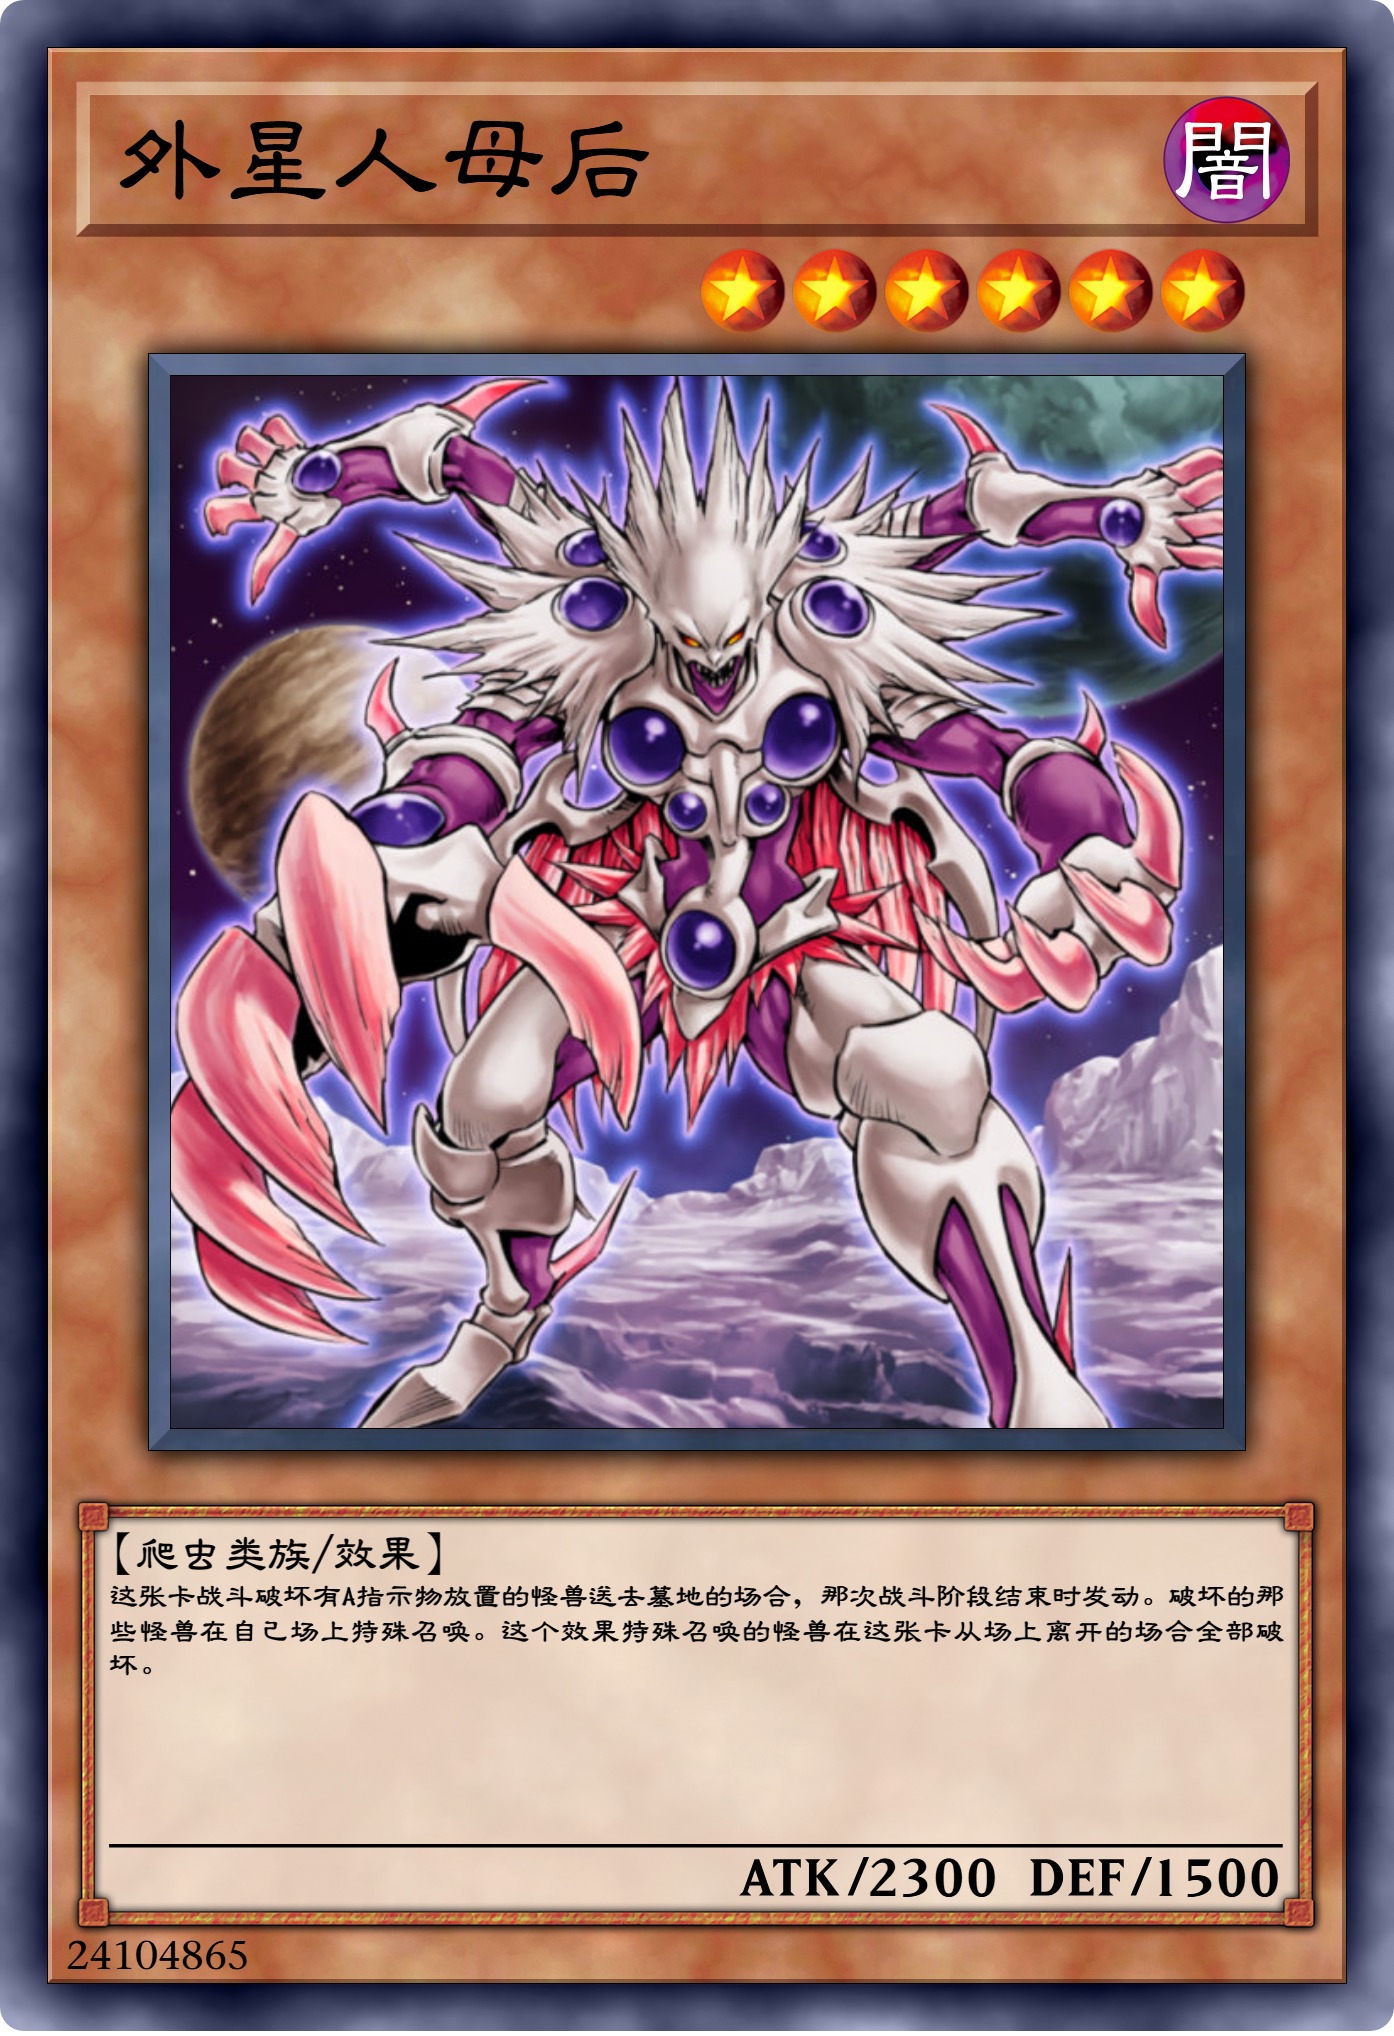 外星人母后
闇
【爬虫类族/效果】
这张卡战斗破坏有A指示物放置的怪兽送去墓地的场合，那次战斗阶段结束时发动。破坏的那
些怪兽在自己场上特殊召唤。这个效果特殊召唤的怪兽在这张卡从场上离开的场合全部破
坏。
ATK/2300 DEF/1500
24104865